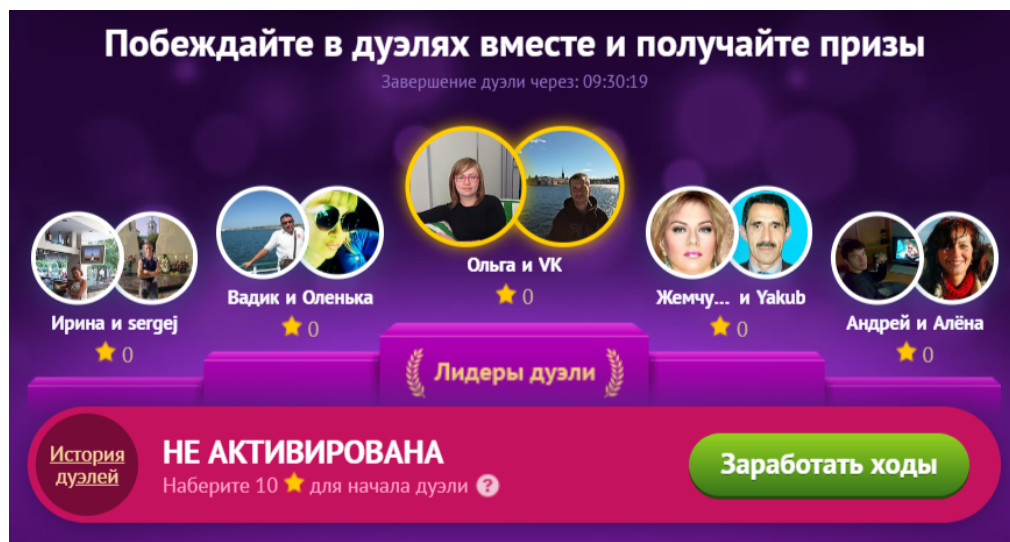 Побеждайте в дуэлях вместе и получайте призы
Завершение дуэли через: 09:30:19
Ольга и VK
0
Вадик и Оленька
0
Жемчу... и Yakub
0
Ирина и sergej
0
Андрей и Алёна
0
Лидеры дуэли
История
дуэлей
НЕ АКТИВИРОВАНА
Наберите 10 для начала дуэли ?
Заработать ходы